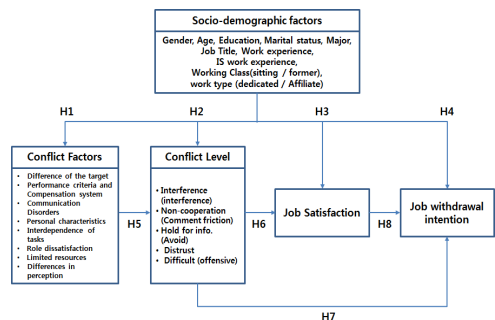 Socio-demographic factors
Gender, Age, Education, Marital status, Major,
Job Title, Work experience,
IS work experience,
Working Class(sitting / former),
work type (dedicated / Affiliate)
H1
H2
H3
H4
Conflict Factors
• Difference of the target
• Performance criteria and
Compensation system
• Communication
Disorders
• Personal characteristics
• Interdependence of
tasks
• Role dissatisfaction
• Limited resources
• Differences in
perception
H5
Conflict Level
• Interference
(interference)
• Non-cooperation
(Comment friction)
• Hold for info.
(Avoid)
• Distrust
• Difficult (offensive)
H6
Job Satisfaction
H8
Job withdrawal
intention
H7